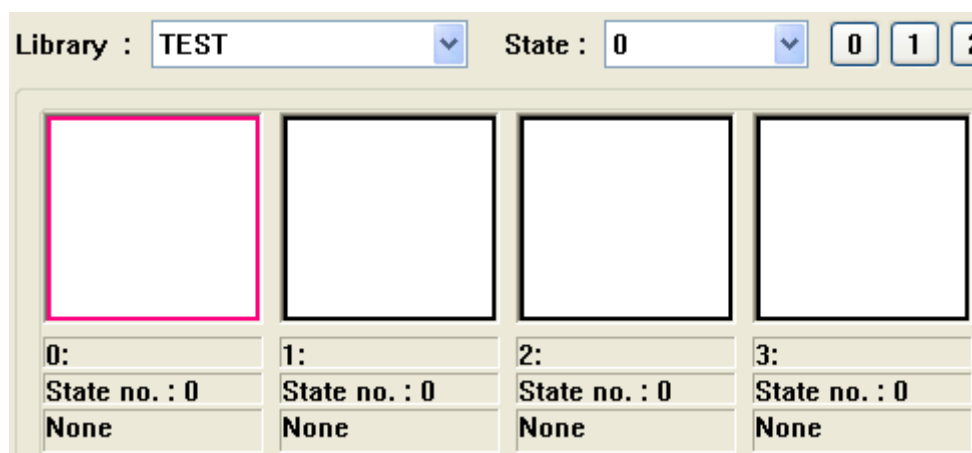 Library : TEST State : 0 0 1
0: 1: 2: 3:
State no. : 0 State no. : 0 State no. : 0 State no. : 0
None None None None